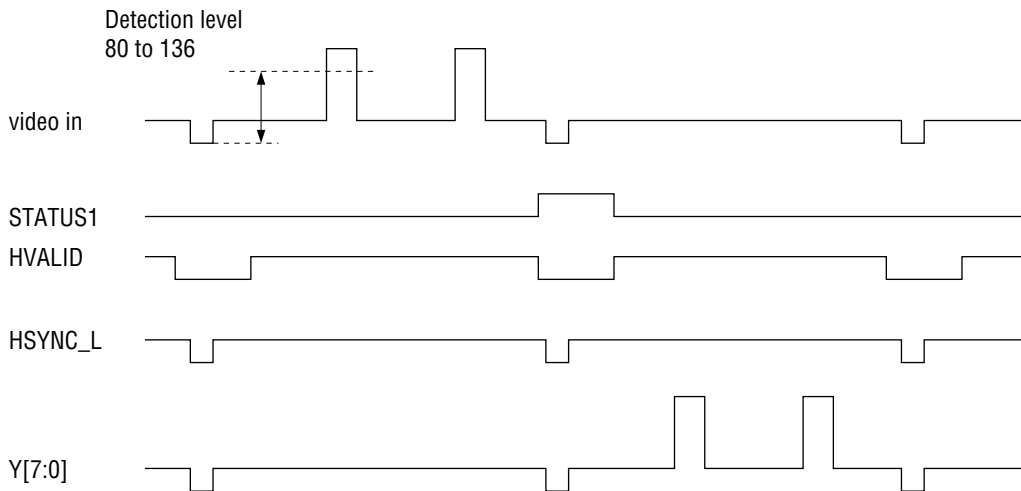 Detection level
80 to 136
video in
STATUS1
HVALID
HSYNC_L
Y[7:0]